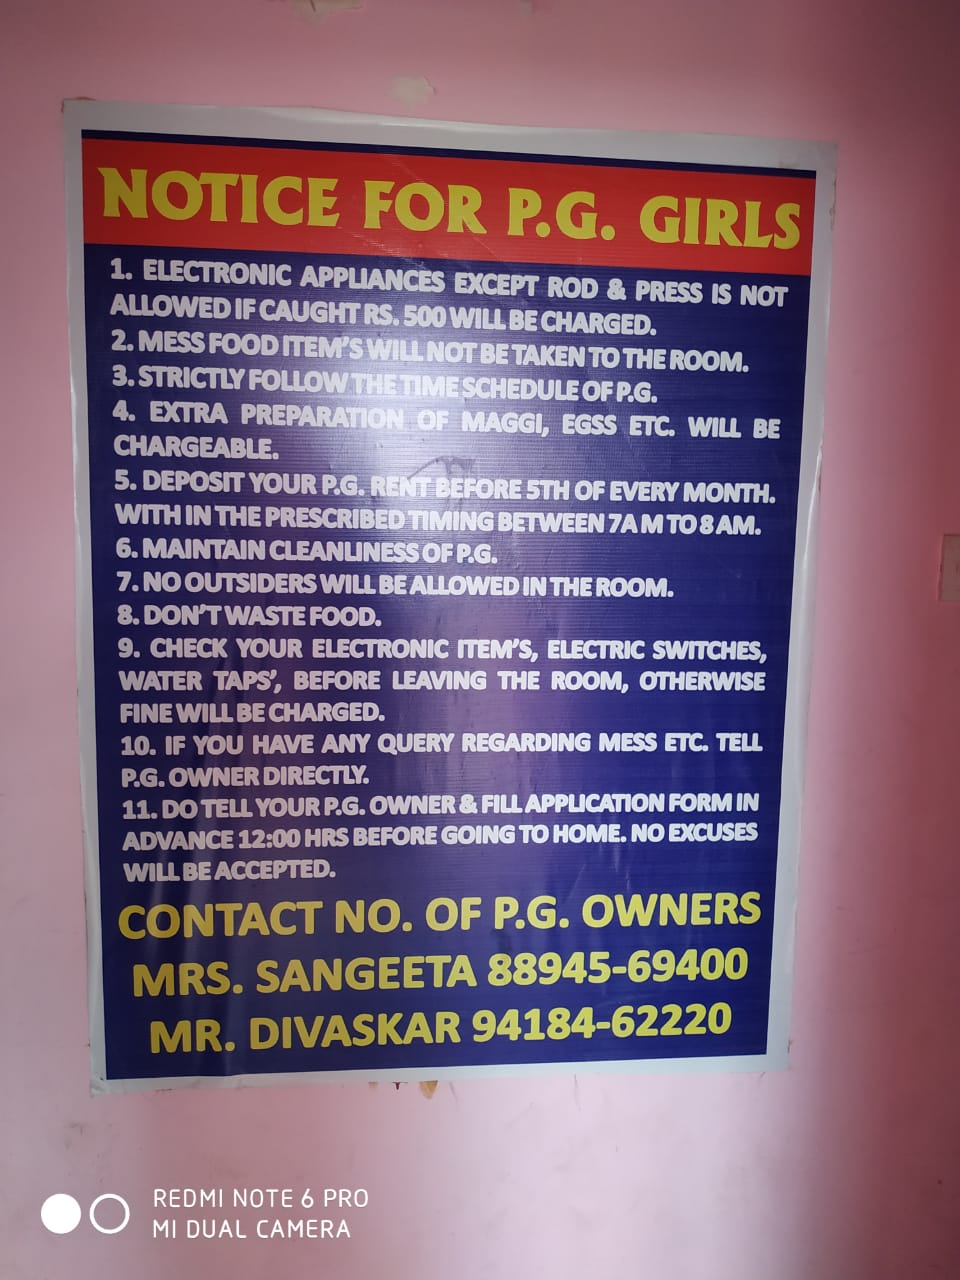 NOTICE FOR P.G. GIRLS
1. ELECTRONIC APPLIANCES EXCEPT ROD & PRESS IS NOT
ALLOWED IF CAUGHT RS. 500 WILL BE CHARGED.
2. MESS FOOD ITEM'S WILL NOT BE TAKEN TO THE ROOM.
3. STRICTLY FOLLOW THE TIME SCHEDULE OF P.G.
4. EXTRA PREPARATION OF MAGGI, EGSS ETC. WILL BE
CHARGEABLE.
5. DEPOSIT YOUR P.G. RENT BEFORE 5TH OF EVERY MONTH.
WITH IN THE PRESCRIBED TIMING BETWEEN 7A M TO 8 AM.
6. MAINTAIN CLEANLINESS OF P.G.
7. NO OUTSIDERS WILL BE ALLOWED IN THE ROOM.
8. DON'T WASTE FOOD.
9. CHECK YOUR ELECTRONIC ITEM'S, ELECTRIC SWITCHES,
WATER TAPS', BEFORE LEAVING THE ROOM, OTHERWISE
FINE WILL BE CHARGED.
10. IF YOU HAVE ANY QUERY REGARDING MESS ETC. TELL
P.G. OWNER DIRECTLY.
11. DO TELL YOUR P.G. OWNER & FILL APPLICATION FORM IN
ADVANCE 12:00 HRS BEFORE GOING TO HOME. NO EXCUSES
WILL BE ACCEPTED.
CONTACT NO. OF P.G. OWNERS
MRS. SANGEETA 88945-69400
MR. DIVASKAR 94184-62220
REDMI NOTE 6 PRO
MI DUAL CAMERA